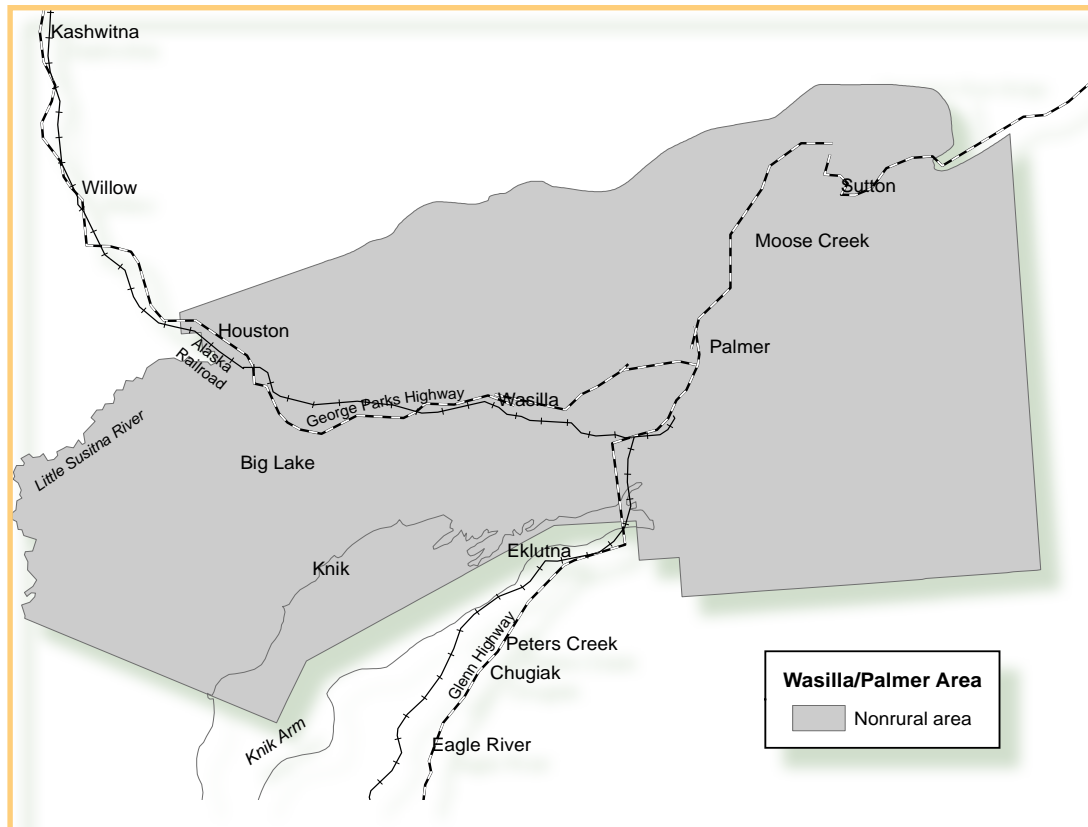 Kashwitna
Willow
Sutton
Moose Creek
Houston
Alaska
Railroad
Palmer
George Parks Highway
Wasilla
Little Susitna River
Big Lake
Eklutna
Knik
Glenn Highway
Peters Creek
Chugiak
Knik Arm
Eagle River
Wasilla/Palmer Area
Nonrural area